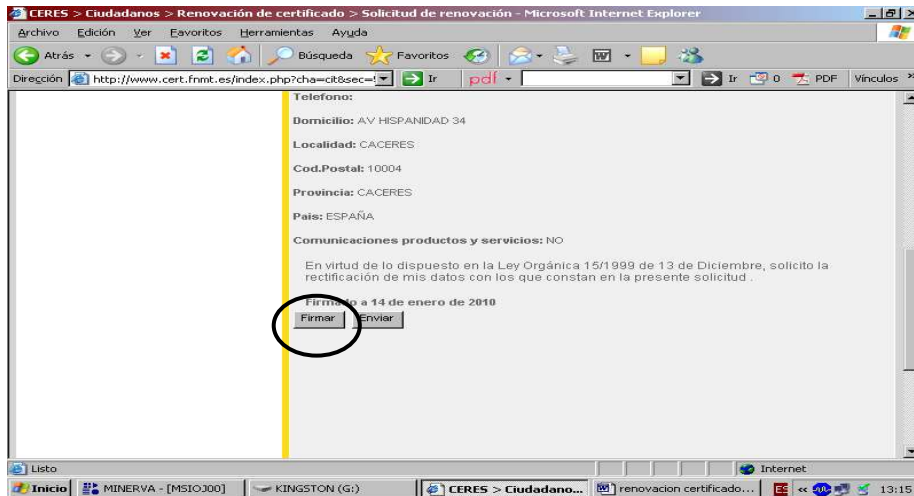 CERES > Ciudadanos > Renovación de certificado > Solicitud de renovación - Microsoft Internet Explorer
Archivo Edición Ver Favoritos Herramientas Ayuda
Atrás Búsqueda Favoritos
Dirección http://www.cert.fnmt.es/index.php?cha=cit&sec= Ir pdf Ir 0 PDF Vínculos »
Telefono:
Domicilio: AV HISPANIDAD 34
Localidad: CACERES
Cod.Postal: 10004
Provincia: CACERES
Pais: ESPAÑA
Comunicaciones productos y servicios: NO
En virtud de lo dispuesto en la Ley Orgánica 15/1999 de 13 de Diciembre, solicito la
rectificación de mis datos con los que constan en la presente solicitud .
Firmado a 14 de enero de 2010
Firmar Enviar
Listo Internet
Inicio MINERVA - [MSIOJ00] KINGSTON (G:) CERES > Ciudadano... renovacion certificado... ES « 13:15